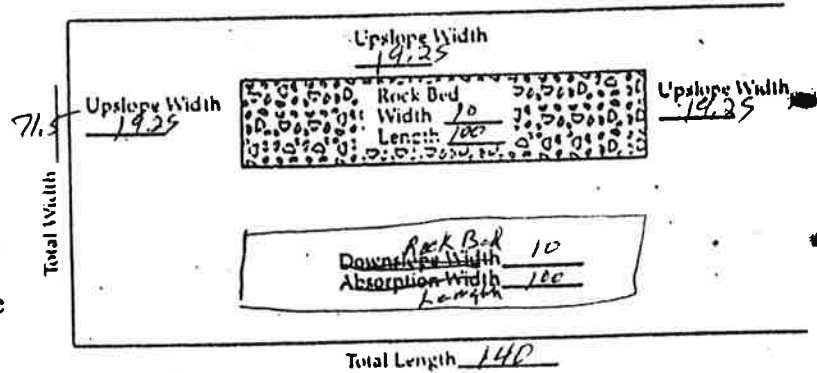 Upslope Width
19.25
Upslope Width
19.25
Rock Bed
Width 10
Length 100
Upslope Width
19.25
71.5
Total Width
Rock Bed
Downslope Width 10
Absorption Width 100
Length
Total Length 140